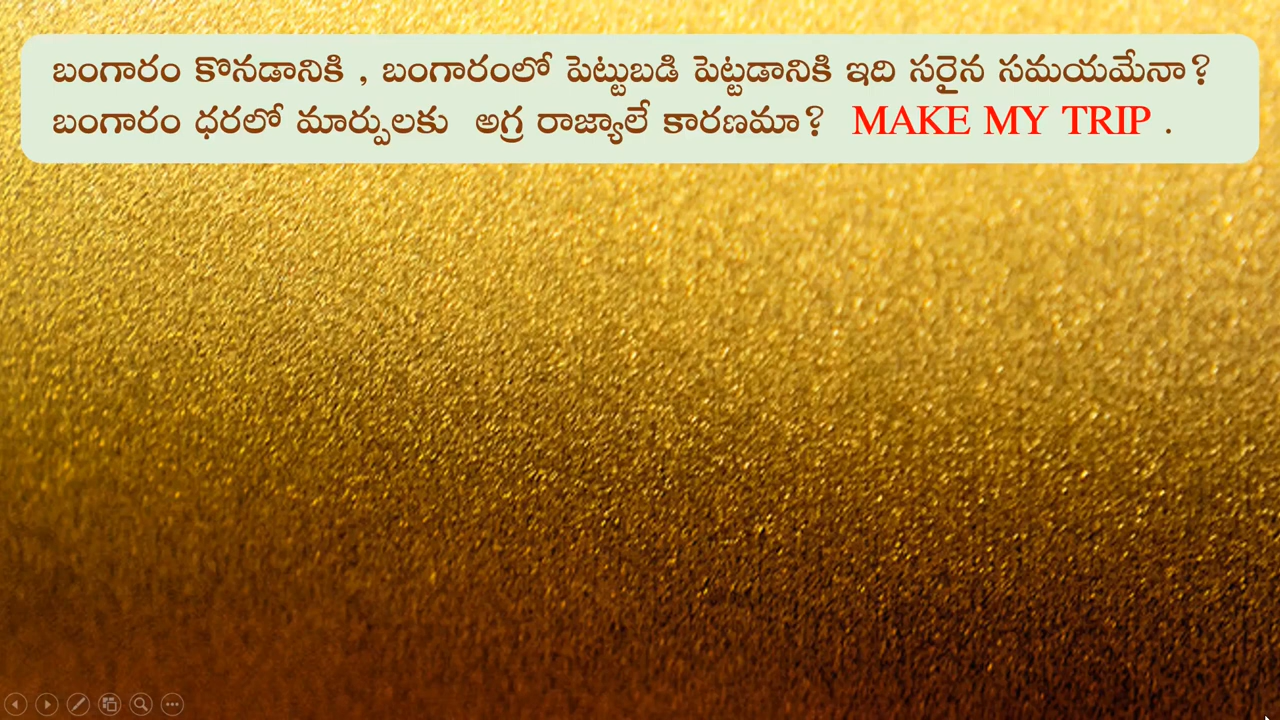 బంగారం కొనడానికి , బంగారంలో పెట్టుబడి పెట్టడానికి ఇది సరైన సమయమేనా?
బంగారం ధరలో మార్పులకు అగ్ర రాజ్యాలే కారణమా? MAKE MY TRIP .